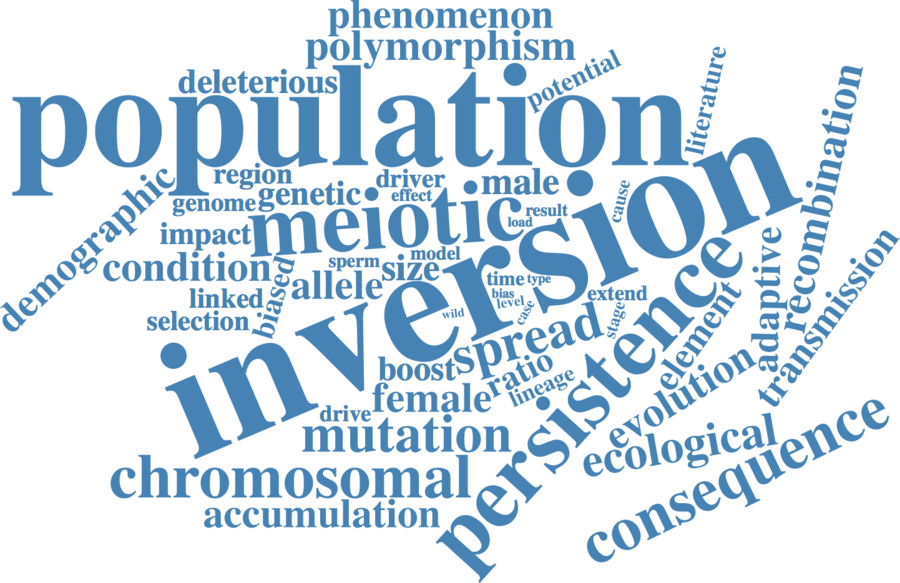 phenomenon
polymorphism
potential
literature
deleterious
population
recombination
region
driver
male
genome
genetic
effect
cause
demographic
meiotic
result
load
inversion
impact
model
condition
sperm
size
time
type
adaptive
biased
allele
bias
level
extend
transmission
linked
wild
case
stage
selection
spread
persistence
element
boost
ratio
lineage
evolution
female
drive
mutation
ecological
consequence
chromosomal
accumulation